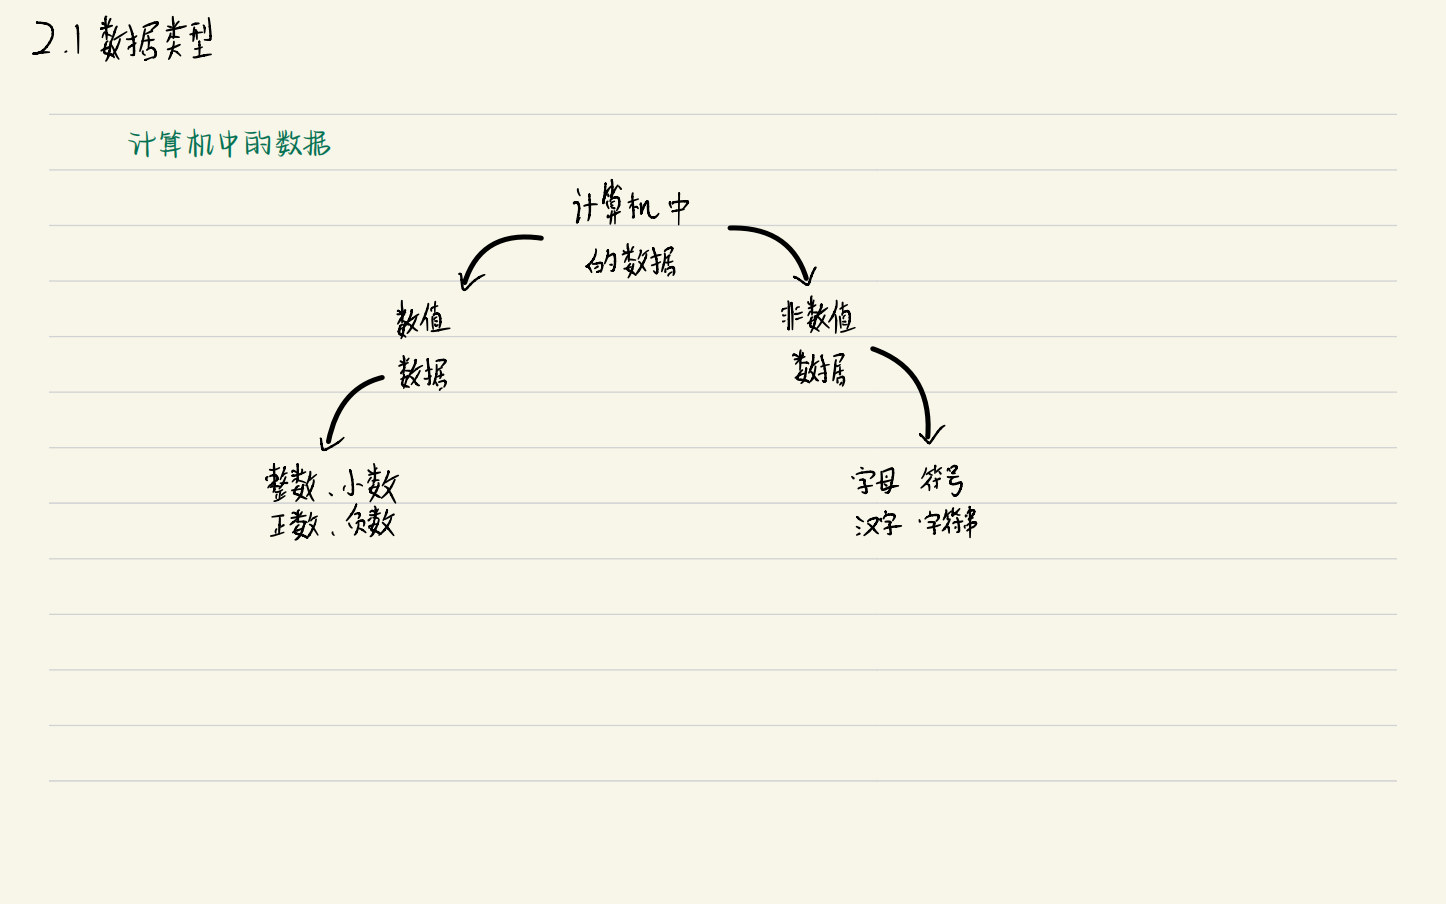 2.1 数据类型
计算机中的数据
计算机中
的数据
数值
数据
非数值
数据
整数、小数
正数、负数
字母 符号
汉字 字符串